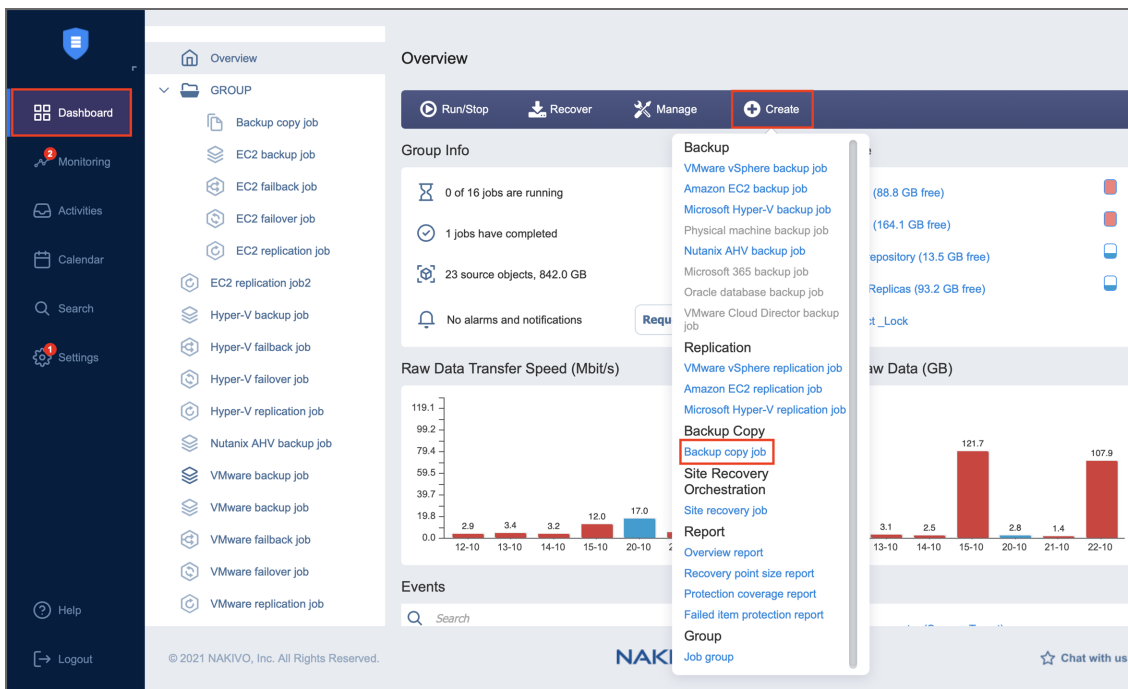 Dashboard
2
Monitoring
Activities
Calendar
Search
1
Settings
Help
Logout
Overview
GROUP
Backup copy job
EC2 backup job
EC2 failback job
EC2 failover job
EC2 replication job
EC2 replication job2
Hyper-V backup job
Hyper-V failback job
Hyper-V failover job
Hyper-V replication job
Nutanix AHV backup job
VMware backup job
VMware backup job
VMware failback job
VMware failover job
VMware replication job
Overview
Run/Stop Recover Manage Create
Group Info
0 of 16 jobs are running
1 jobs have completed
23 source objects, 842.0 GB
No alarms and notifications
Backup
VMware vSphere backup job
Amazon EC2 backup job
Microsoft Hyper-V backup job
Physical machine backup job
Nutanix AHV backup job
Microsoft 365 backup job
Oracle database backup job
VMware Cloud Director backup
job
Replication
VMware vSphere replication job
Amazon EC2 replication job
Microsoft Hyper-V replication job
Backup Copy
Backup copy job
Site Recovery
Orchestration
Site recovery job
Report
Overview report
Recovery point size report
Protection coverage report
Failed item protection report
Group
Job group
(88.8 GB free)
(164.1 GB free)
epository (13.5 GB free)
Replicas (93.2 GB free)
ct _Lock
Raw Data Transfer Speed (Mbit/s)
119.1
99.2
79.4
59.5
39.7
19.8
0.0
2.9 3.4 3.2 12.0 17.0
12-10 13-10 14-10 15-10 20-10
aw Data (GB)
3.1 2.5 121.7 2.8 1.4 107.9
13-10 14-10 15-10 20-10 21-10 22-10
Events
Search
© 2021 NAKIVO, Inc. All Rights Reserved.
NAKI
Chat with us